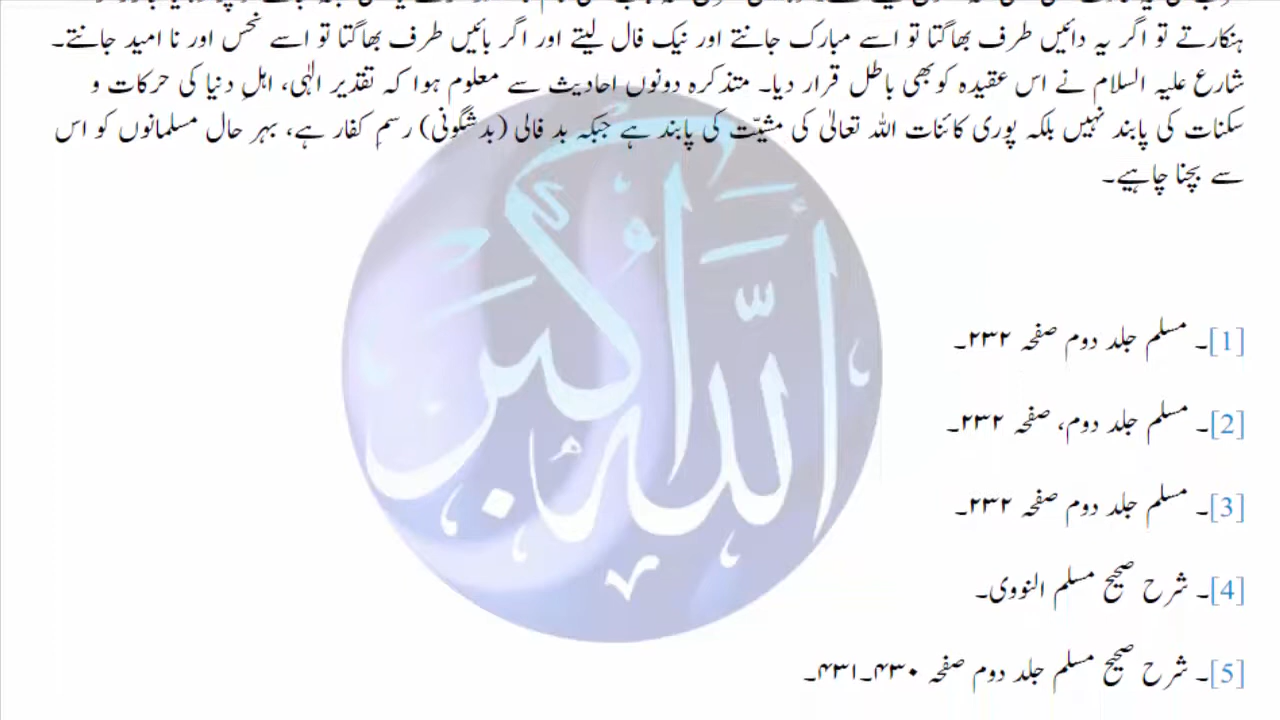 ہنکارتے تو اگر یہ دائیں طرف بھاگتا تو اسے مبارک جانتے اور نیک فال لیتے اور اگر بائیں طرف بھاگتا تو اسے نحس اور نا امید جانتے۔
شارع علیہ السلام نے اس عقیدہ کوبھی باطل قرار دیا۔ متذکرہ دونوں احادیث سے معلوم ہوا کہ تقدیر الٰہی، اہلِ دنیا کی حرکات و
سکنات کی پابند نہیں بلکہ پوری کائنات اللہ تعالیٰ کی مشیّت کی پابند ہے جبکہ بد فالی (بدشگونی) رسمِ کفار ہے، بہر حال مسلمانوں کو اس
سے بچنا چاہیے۔
اللہ اکبر
[1]۔ مسلم جلد دوم صفحہ ۲۳۲۔
[2]۔ مسلم جلد دوم، صفحہ ۲۳۲۔
[3]۔ مسلم جلد دوم صفحہ ۲۳۲۔
[4]۔ شرح صحیح مسلم النووی۔
[5]۔ شرح صحیح مسلم جلد دوم صفحہ ۴۳۰۔۴۳۱۔